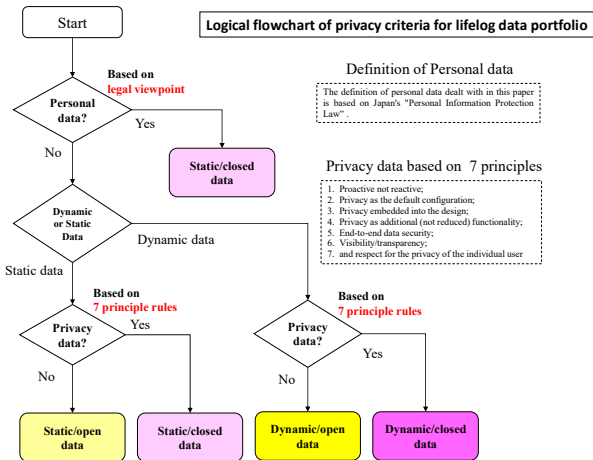 Start
Logical flowchart of privacy criteria for lifelog data portfolio
Based on
legal viewpoint
Personal
data?
Yes
No
Static/closed
data
Definition of Personal data
The definition of personal data dealt with in this paper
is based on Japan's "Personal Information Protection
Law" .
Privacy data based on 7 principles
1. Proactive not reactive;
2. Privacy as the default configuration;
3. Privacy embedded into the design;
4. Privacy as additional (not reduced) functionality;
5. End-to-end data security;
6. Visibility/transparency;
7. and respect for the privacy of the individual user
Dynamic
or Static
Data
Dynamic data
Static data
Based on
7 principle rules
Privacy
data?
Yes
No
Based on
7 principle rules
Privacy
data?
Yes
No
Static/open
data
Static/closed
data
Dynamic/open
data
Dynamic/closed
data